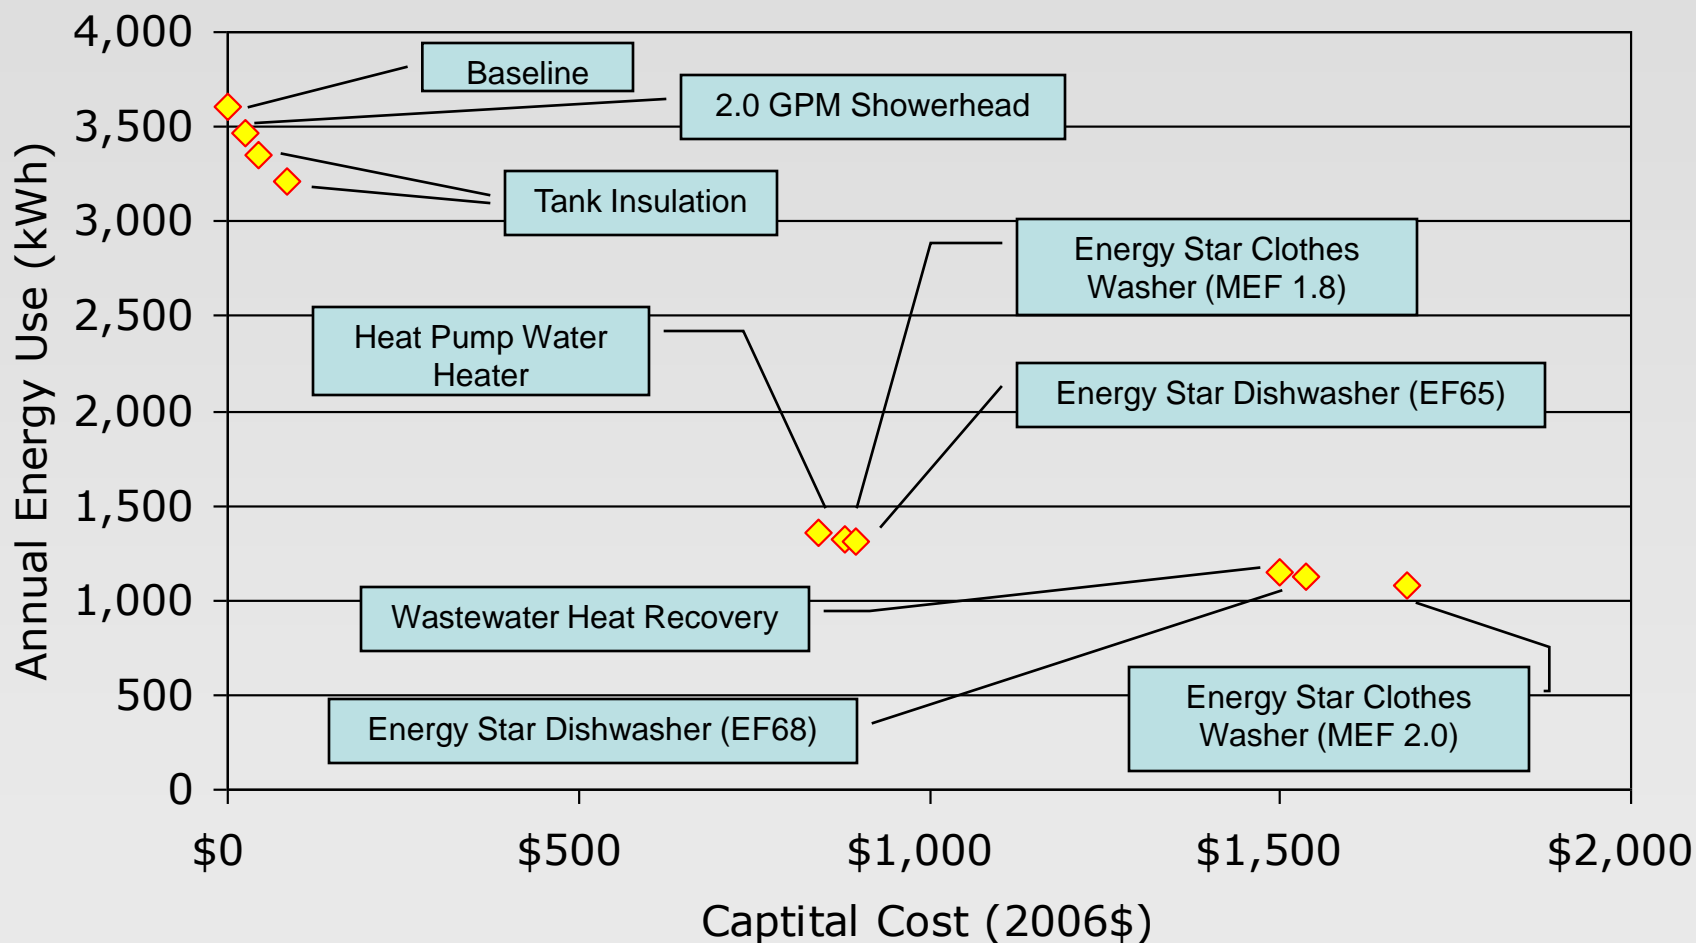 4,000
3,500
3,000
2,500
2,000
1,500
1,000
500
0
Annual Energy Use (kWh)
Baseline
2.0 GPM Showerhead
Tank Insulation
Energy Star Clothes
Washer (MEF 1.8)
Heat Pump Water
Heater
Energy Star Dishwasher (EF65)
Wastewater Heat Recovery
Energy Star Dishwasher (EF68)
Energy Star Clothes
Washer (MEF 2.0)
$0
$500
$1,000
$1,500
$2,000
Captital Cost (2006$)